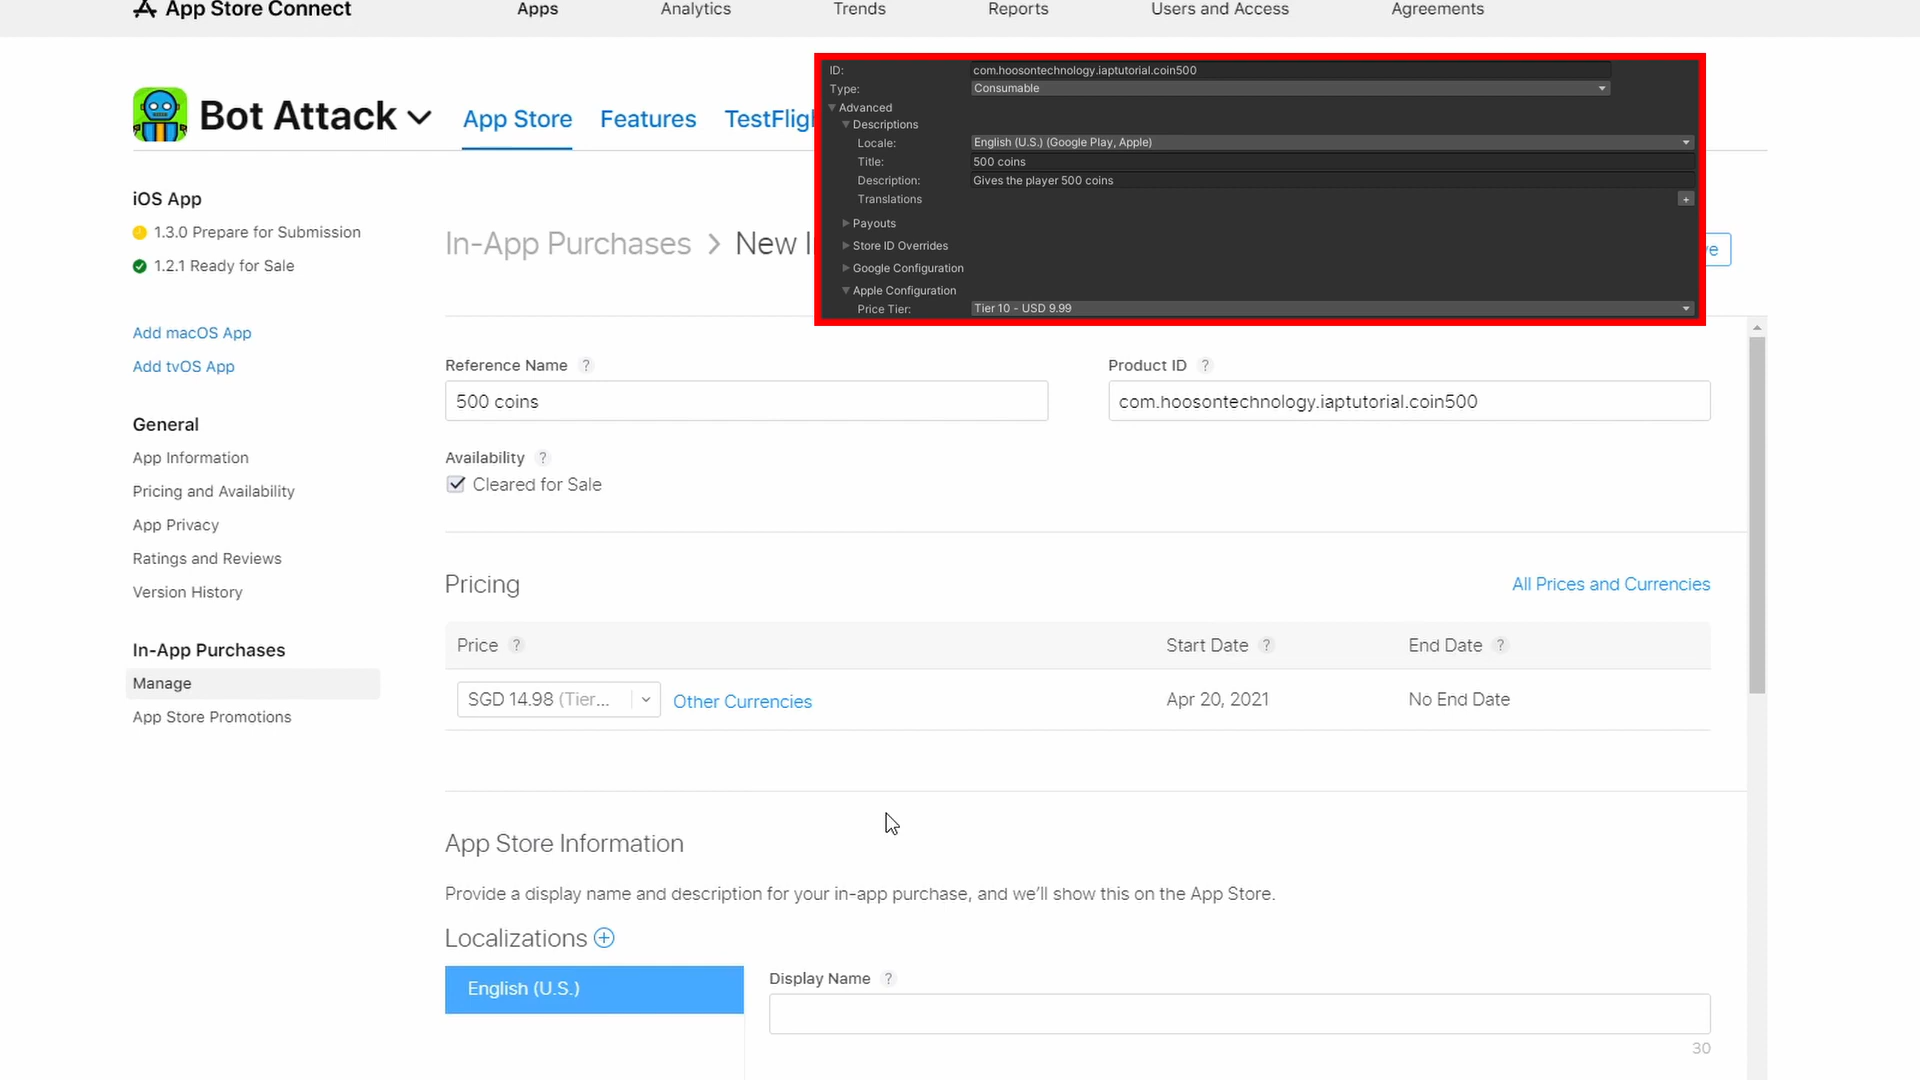 App Store Connect
Apps
Analytics
Trends
Reports
Users and Access
Agreements
Bot Attack
App Store
Features
TestFligh
ID: com.hoosontechnology.iaptutorial.coin500
Type: Consumable
Advanced
Descriptions
Locale: English (U.S.) (Google Play, Apple)
Title: 500 coins
Description: Gives the player 500 coins
Translations +
Payouts
Store ID Overrides
Google Configuration
Apple Configuration
Price Tier: Tier 10 - USD 9.99
iOS App
1.3.0 Prepare for Submission
1.2.1 Ready for Sale
Add macOS App
Add tvOS App
General
App Information
Pricing and Availability
App Privacy
Ratings and Reviews
Version History
In-App Purchases
Manage
App Store Promotions
In-App Purchases > New I
e
Reference Name ?
500 coins
Product ID ?
com.hoosontechnology.iaptutorial.coin500
Availability ?
Cleared for Sale
Pricing
All Prices and Currencies
Price ?
Start Date ?
End Date ?
SGD 14.98 (Tier...
Other Currencies
Apr 20, 2021
No End Date
App Store Information
Provide a display name and description for your in-app purchase, and we'll show this on the App Store.
Localizations
English (U.S.)
Display Name ?
30